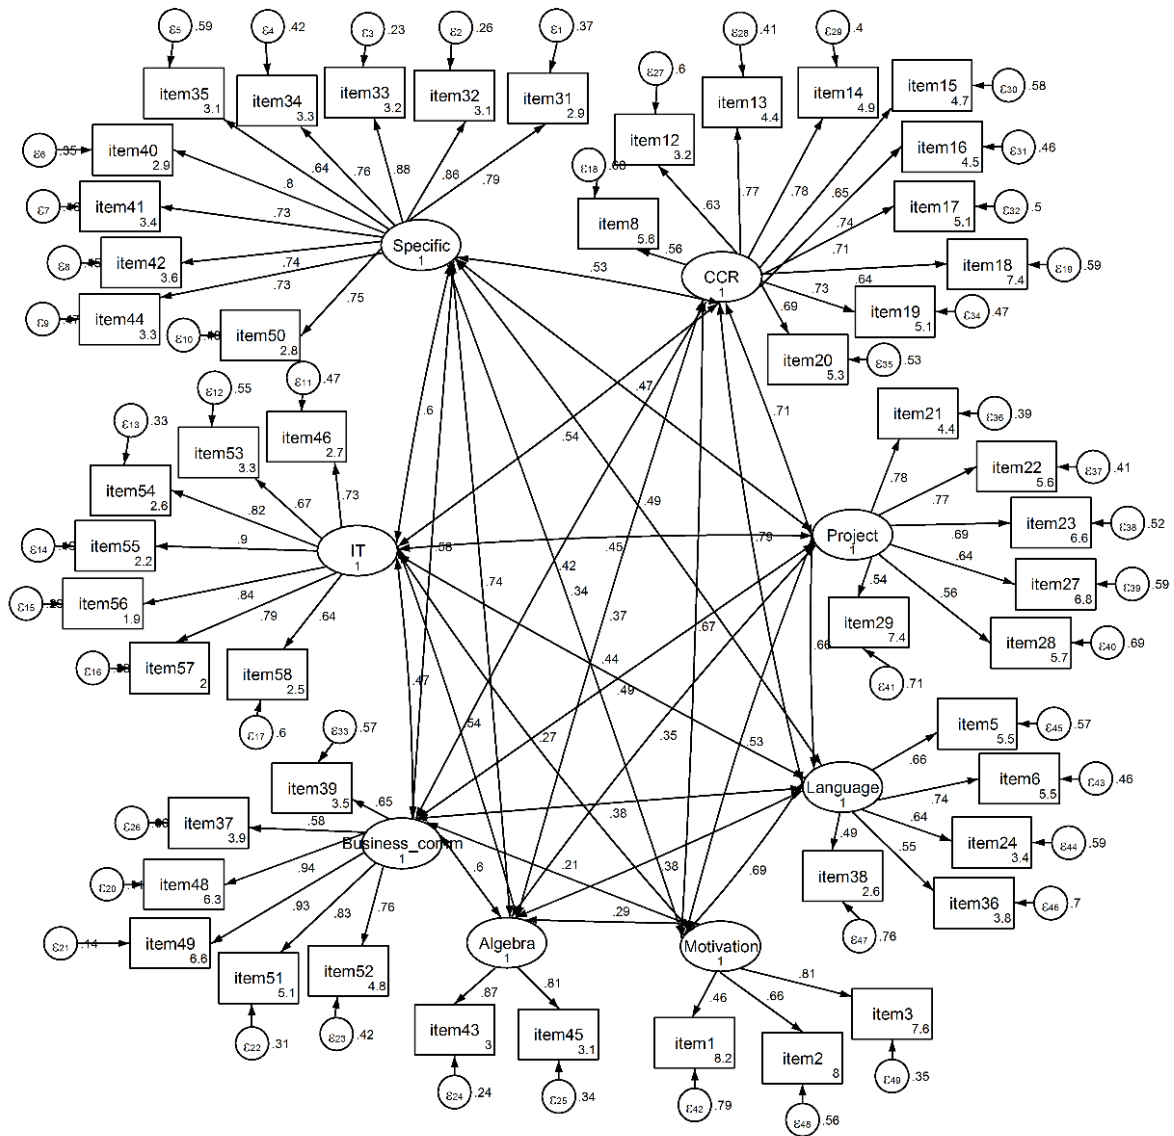 ε5 .59
ε4 .42
ε3 .23
ε2 .26
ε1 .37
item35 3.1
item34 3.3
item33 3.2
item32 3.1
item31 2.9
ε6 .35
item40 2.9
ε7
item41 3.4
ε8
item42 3.6
ε9
item44 3.3
ε10
item50 2.8
.64
.76
.88
.86
.79
.8
.73
.74
.73
.75
Specific 1
ε28 .41
ε29 .4
ε27 .6
ε18 .68
item12 3.2
item13 4.4
item14 4.9
item15 4.7
ε30 .58
item16 4.5
ε31 .46
item17 5.1
ε32 .5
item8 5.6
item18 7.4
ε19 .59
item19 5.1
ε34 .47
item20 5.3
ε35 .53
.56
.63
.77
.78
.65
.74
.71
.64
.73
.69
CCR 1
.53
.6
.54
.47
.71
.49
.58
.74
.45
.42
.34
.37
.79
.67
.66
.44
.49
.47
.54
.27
.35
.53
.38
.6
.21
.38
.69
.29
ε13 .33
ε12 .55
ε11 .47
item54 2.6
item53 3.3
item46 2.7
ε14
item55 2.2
ε15
item56 1.9
ε16
item57 2
item58 2.5
ε17 .6
.82
.67
.73
.9
.84
.79
.64
IT 1
item21 4.4
ε36 .39
item22 5.6
ε37 .41
item23 6.6
ε38 .52
item27 6.8
ε39 .59
item28 5.7
ε40 .69
item29 7.4
ε41 .71
.78
.77
.69
.64
.56
.54
Project 1
ε33 .57
item39 3.5
ε26
item37 3.9
ε20
item48 6.3
ε21 .14
item49 6.6
item51 5.1
item52 4.8
ε22 .31
ε23 .42
.65
.58
.94
.93
.83
.76
Business_comm 1
item5 5.5
ε45 .57
item6 5.5
ε43 .46
item24 3.4
ε44 .59
item36 3.8
ε46 .7
item38 2.6
ε47 .76
.66
.74
.64
.55
.49
Language 1
Algebra 1
.87
.81
item43 3
item45 3.1
ε24 .24
ε25 .34
Motivation 1
.46
.66
.81
item1 8.2
item2 8
item3 7.6
ε42 .79
ε48 .56
ε49 .35